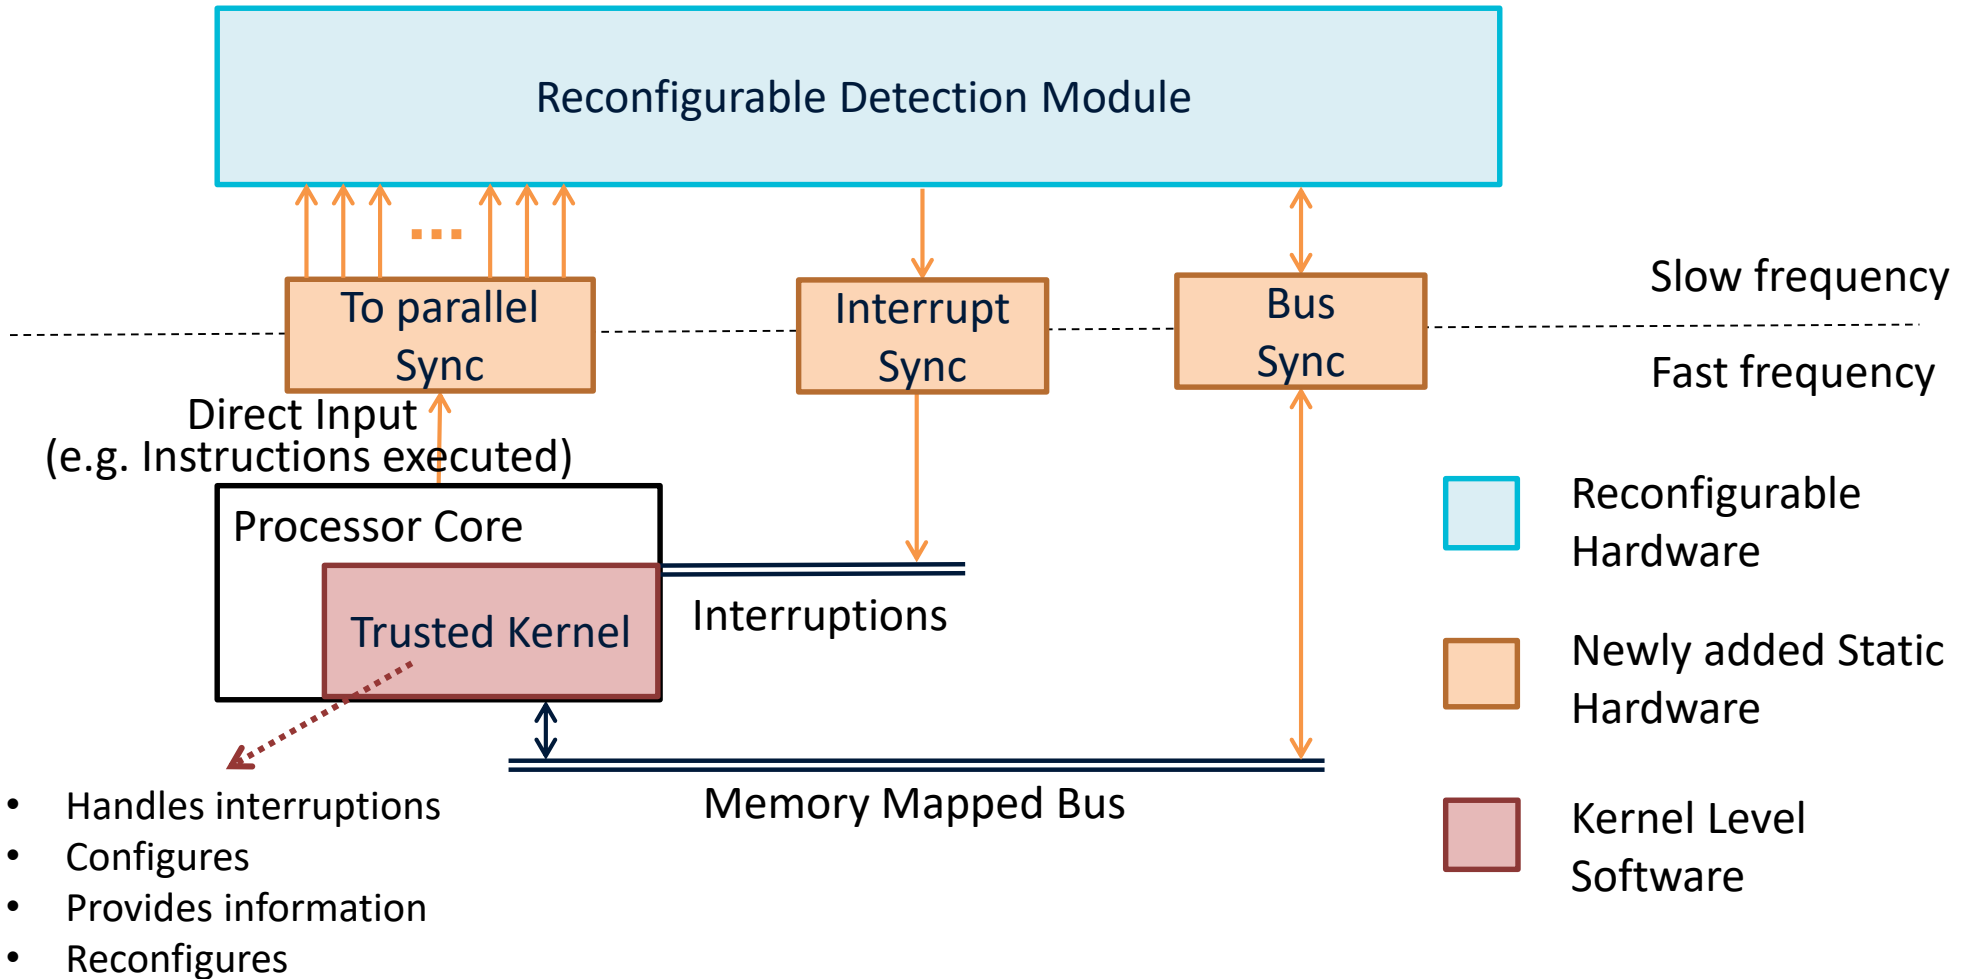 Reconfigurable Detection Module
To parallel
Sync
Interrupt
Sync
Bus
Sync
Slow frequency
Fast frequency
Direct Input
(e.g. Instructions executed)
Processor Core
Trusted Kernel
Interruptions
Memory Mapped Bus
• Handles interruptions
• Configures
• Provides information
• Reconfigures
Reconfigurable
Hardware
Newly added Static
Hardware
Kernel Level
Software